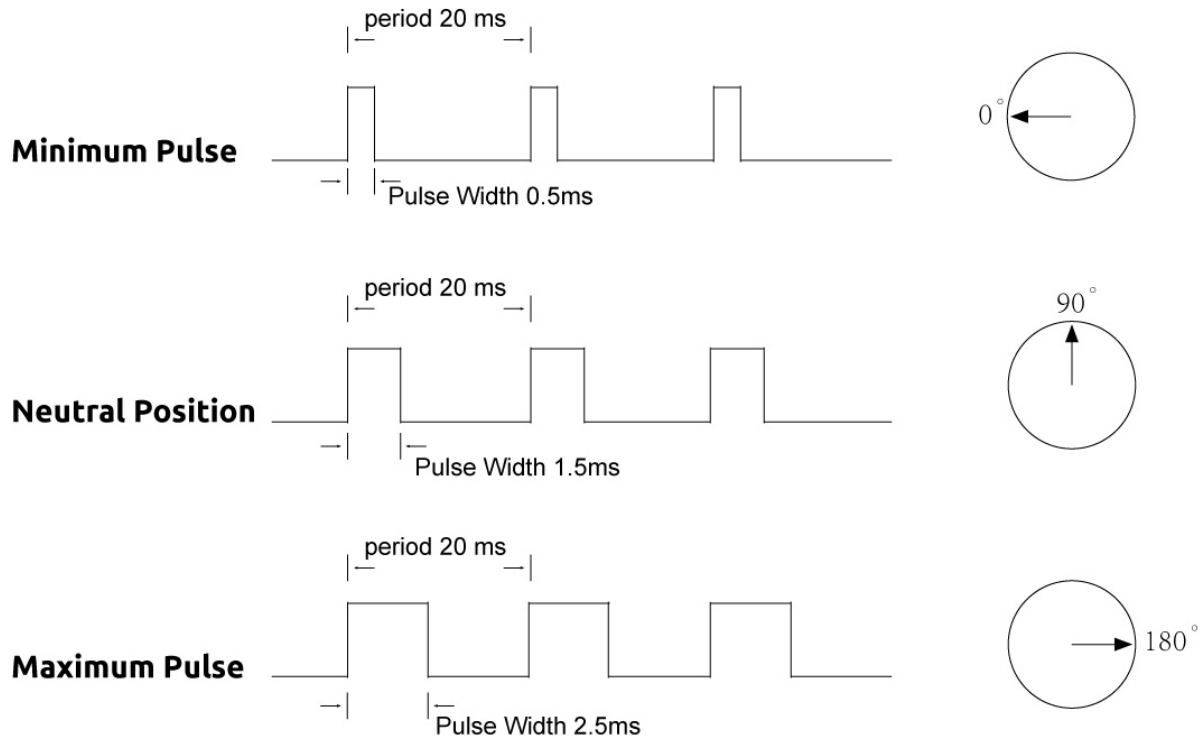 period 20 ms
0°
Minimum Pulse
Pulse Width 0.5ms
period 20 ms
90°
Neutral Position
Pulse Width 1.5ms
period 20 ms
180°
Maximum Pulse
Pulse Width 2.5ms